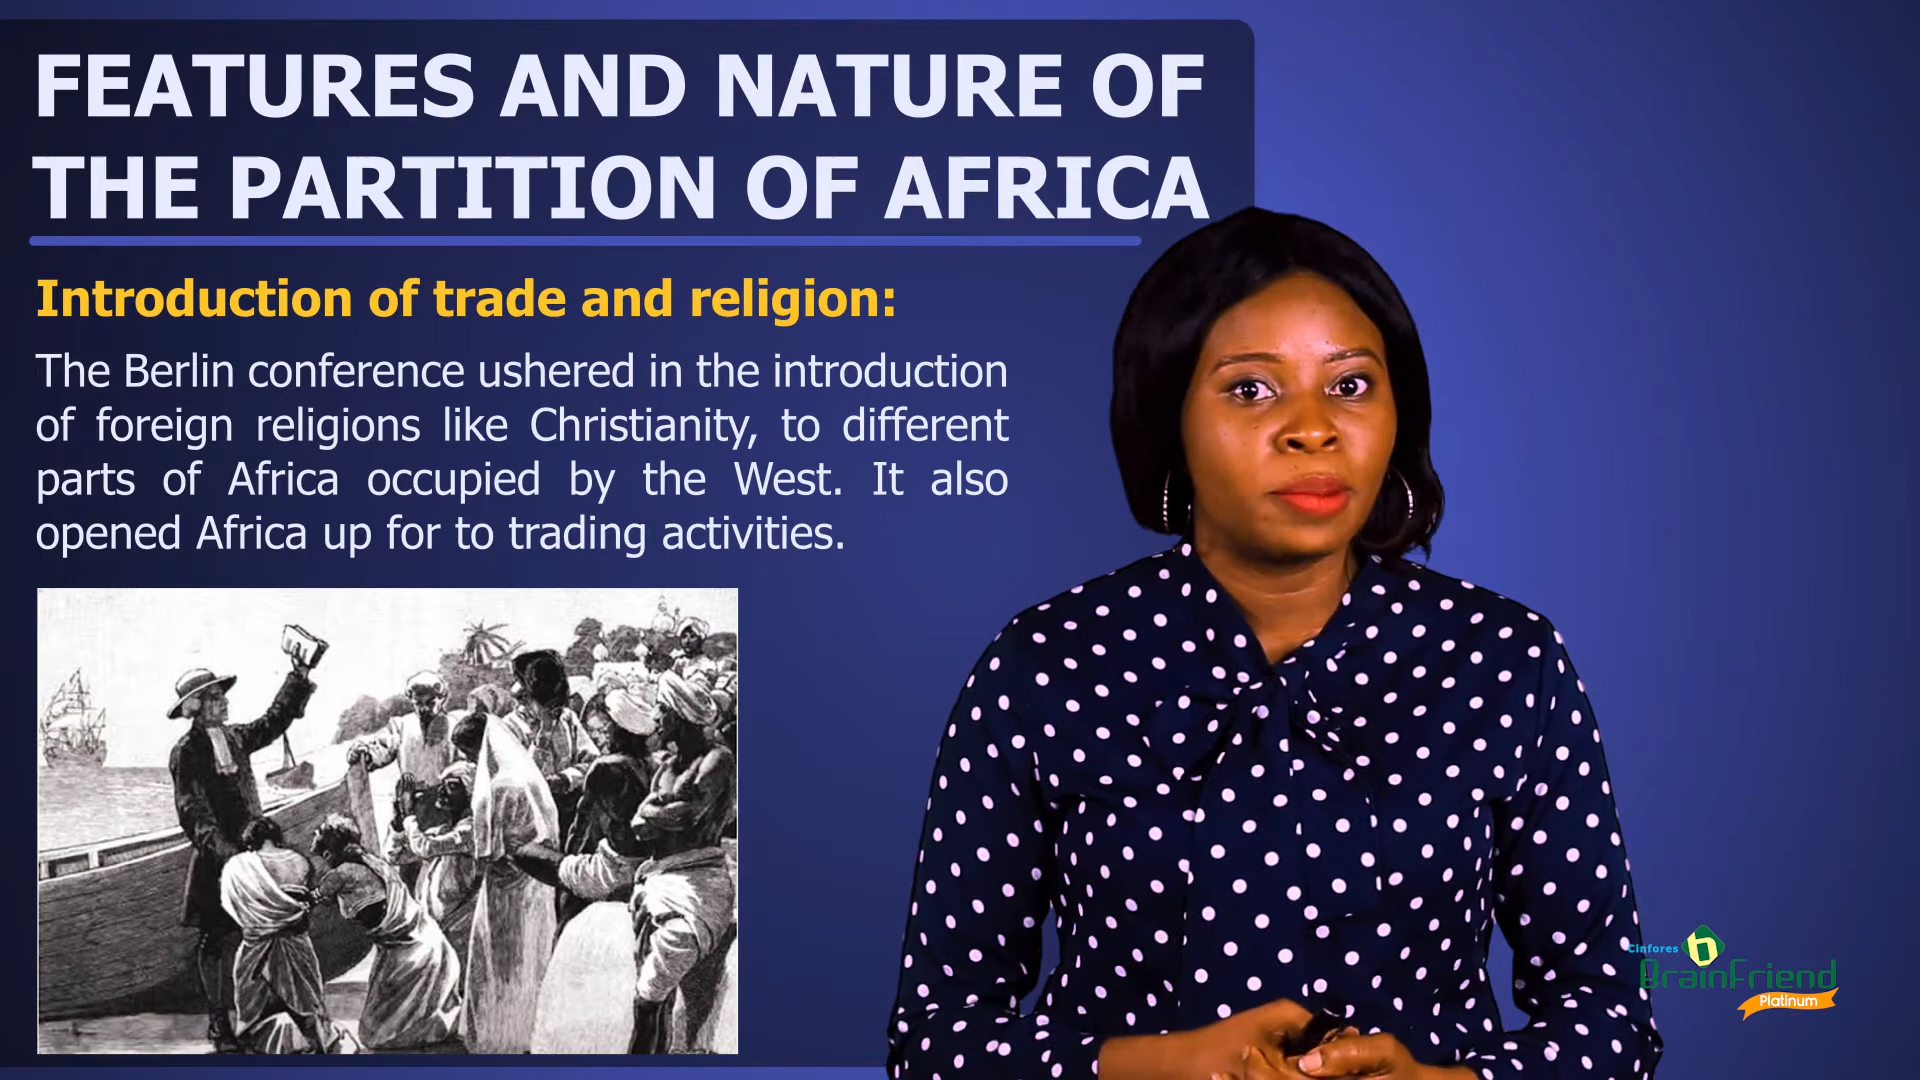 FEATURES AND NATURE OF
THE PARTITION OF AFRICA
Introduction of trade and religion:
The Berlin conference ushered in the introduction
of foreign religions like Christianity, to different
parts of Africa occupied by the West. It also
opened Africa up for to trading activities.
Cinfores
BrainFriend
Platinum